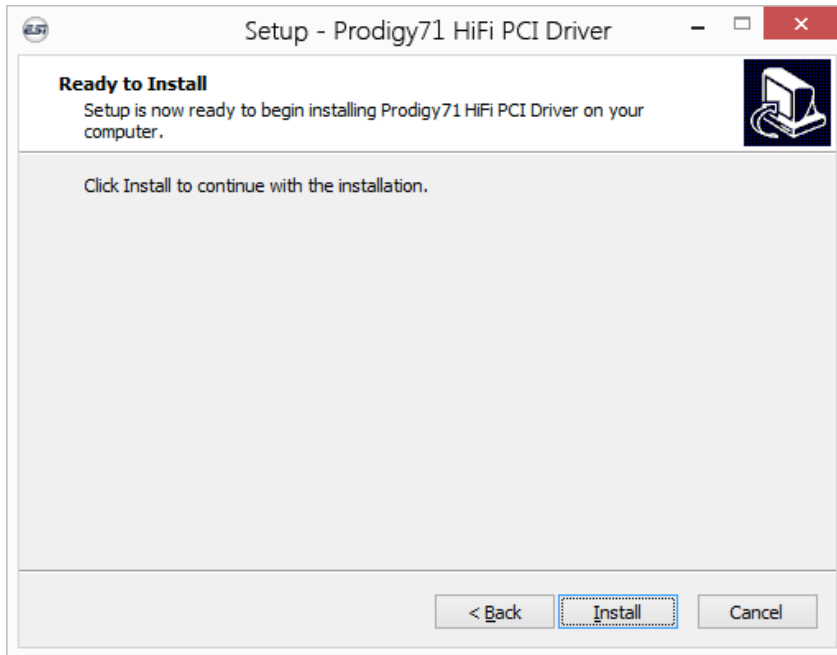 ESI
Setup - Prodigy71 HiFi PCI Driver
Ready to Install
Setup is now ready to begin installing Prodigy71 HiFi PCI Driver on your
computer.
Click Install to continue with the installation.
< Back
Install
Cancel